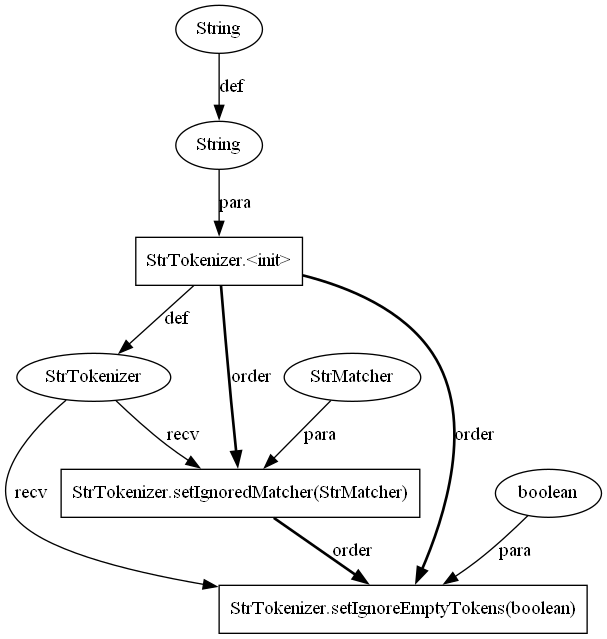 String
def
String
para
StrTokenizer.<init>
def
StrTokenizer
order
StrMatcher
recv
para
order
StrTokenizer.setIgnoredMatcher(StrMatcher)
boolean
recv
order
para
StrTokenizer.setIgnoreEmptyTokens(boolean)